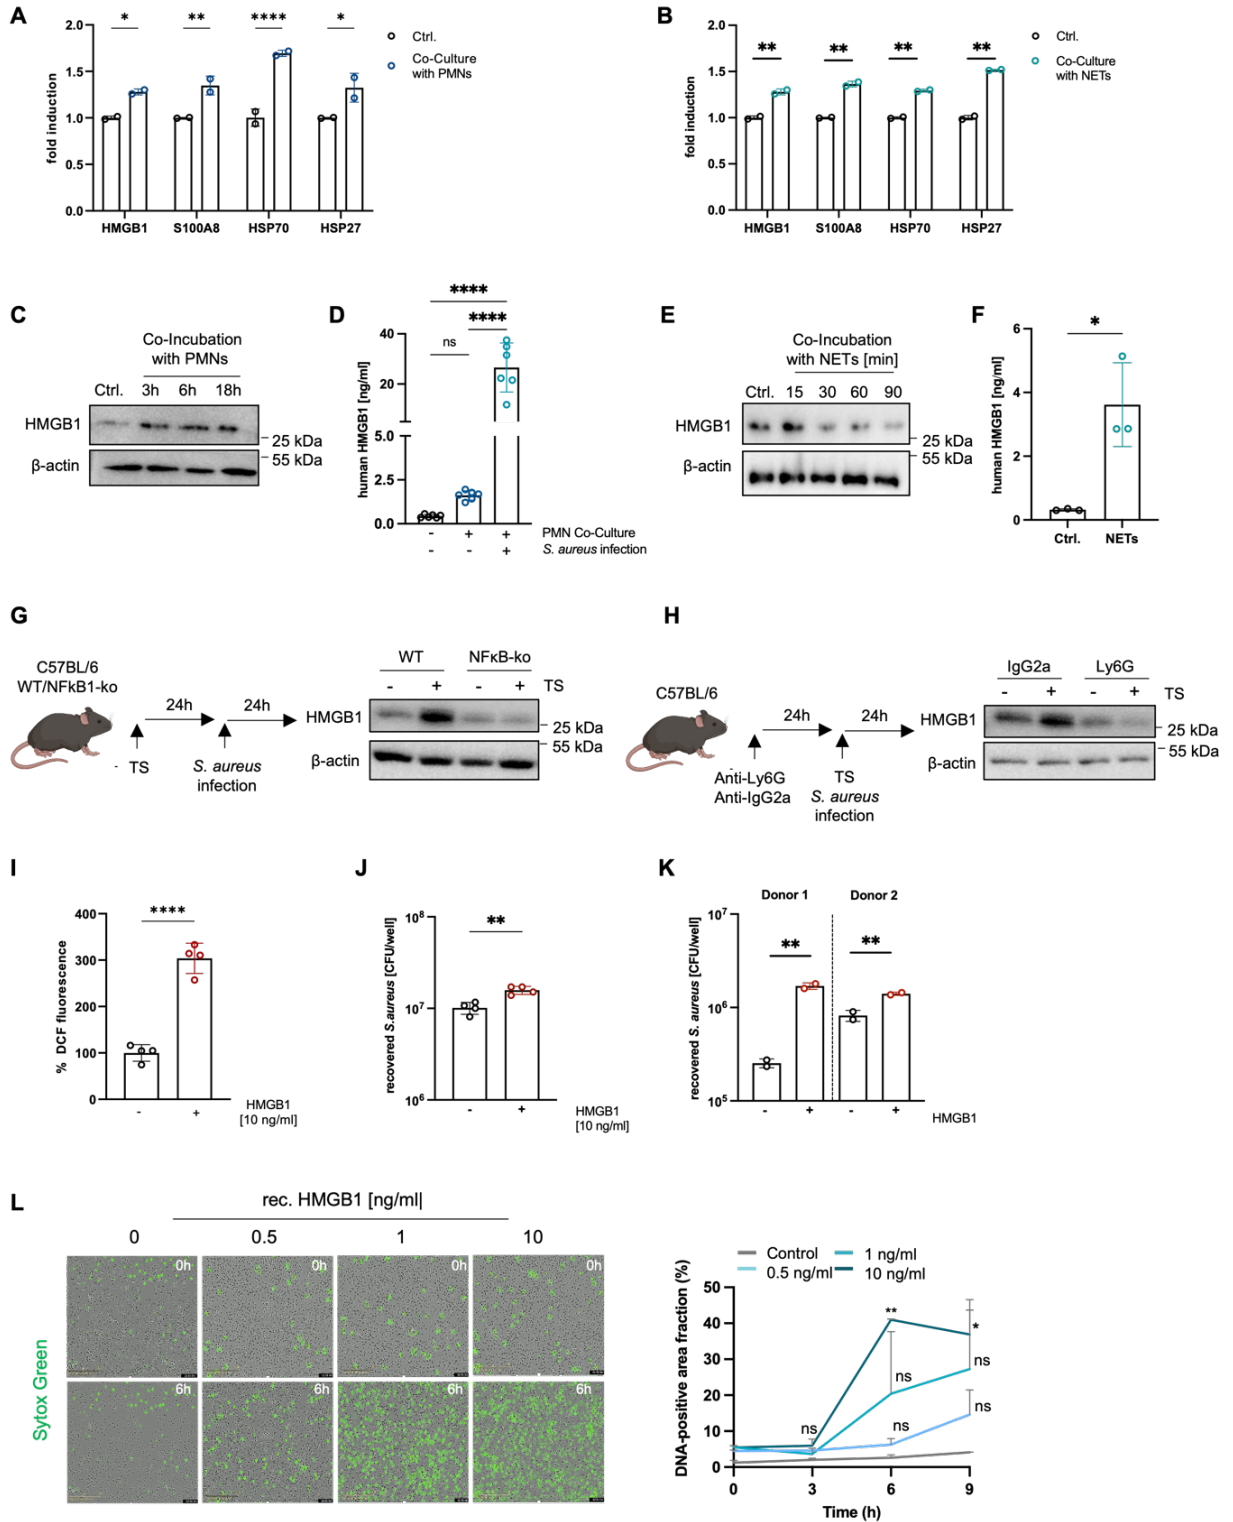 A
2.0
1.5
1.0
0.5
0.0
fold induction
* ** **** *
HMGB1 S100A8 HSP70 HSP27
Ctrl.
Co-Culture
with PMNs
B
2.0
1.5
1.0
0.5
0.0
fold induction
** ** ** **
HMGB1 S100A8 HSP70 HSP27
Ctrl.
Co-Culture
with NETs
C
Co-Incubation
with PMNs
Ctrl. 3h 6h 18h
HMGB1
25 kDa
55 kDa
β-actin
D
****
****
ns
40
20
5.0
2.5
0.0
human HMGB1 [ng/ml]
- + + PMN Co-Culture
- - + S. aureus infection
E
Co-Incubation
with NETs [min]
Ctrl. 15 30 60 90
HMGB1
25 kDa
55 kDa
β-actin
F
*
6
4
2
0
human HMGB1 [ng/ml]
Ctrl. NETs
G
C57BL/6
WT/NFkB1-ko
24h 24h
- TS
S. aureus
infection
WT NFκB-ko
- + - + TS
HMGB1
25 kDa
55 kDa
β-actin
H
C57BL/6
24h 24h
Anti-Ly6G
Anti-IgG2a
TS
S. aureus
infection
IgG2a Ly6G
- + - + TS
HMGB1
25 kDa
55 kDa
β-actin
I
400
300
200
100
0
% DCF fluorescence
****
- +
HMGB1
[10 ng/ml]
J
10⁸
10⁷
10⁶
recovered S.aureus [CFU/well]
**
- +
HMGB1
[10 ng/ml]
K
Donor 1 Donor 2
10⁷
10⁶
10⁵
recovered S. aureus [CFU/well]
** **
- + - + HMGB1
L
rec. HMGB1 [ng/ml|
0 0.5 1 10
0h 0h 0h 0h
6h 6h 6h 6h
Sytox Green
Control 1 ng/ml
0.5 ng/ml 10 ng/ml
50
40
30
20
10
0
DNA-positive area fraction (%)
ns
**
ns
ns
*
ns
ns
0 3 6 9
Time (h)